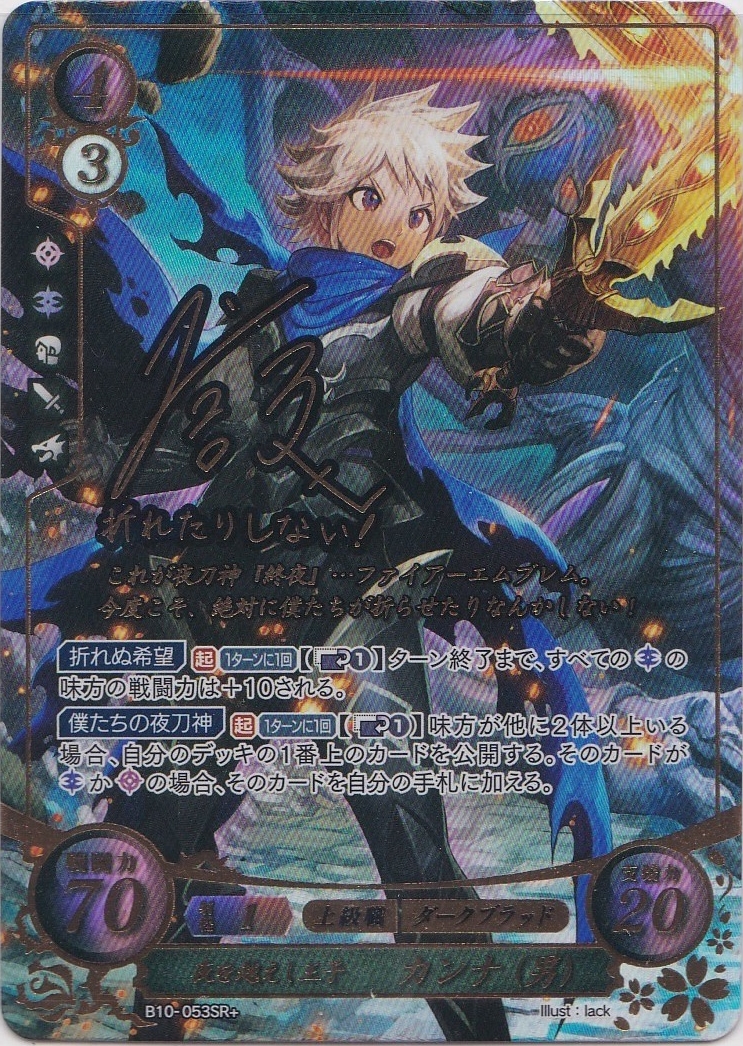 4
3
折れたりしない!
これが夜刀神『終夜』…ファイアーエムブレム。
今度こそ、絶対に僕たちが折らせたりなんかしない!
折れぬ希望 起 1ターンに1回【 1】ターン終了まで、すべての の
味方の戦闘力は+10される。
僕たちの夜刀神 起 1ターンに1回【 1】味方が他に2体以上いる
場合、自分のデッキの1番上のカードを公開する。そのカードが
か の場合、そのカードを自分の手札に加える。
戦闘力
70
射程 1 上級職 ダークブラッド
支援力
20
カンナ(男)
B10-053SR+ Illust：lack